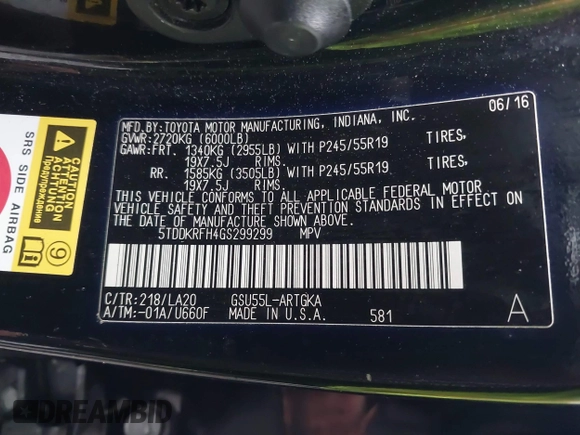 06/16
MFD.BY:TOYOTA MOTOR MANUFACTURING, INDIANA, INC.
GVWR:2720KG (6000LB)
GAWR:FRT. 1340KG (2955LB) WITH P245/55R19 TIRES,
19X7.5J RIMS.
RR. 1585KG (3505LB) WITH P245/55R19 TIRES,
19X7.5J RIMS.
THIS VEHICLE CONFORMS TO ALL APPLICABLE FEDERAL MOTOR
VEHICLE SAFETY AND THEFT PREVENTION STANDARDS IN EFFECT ON
THE DATE OF MANUFACTURE SHOWN ABOVE.
5TDDKRFH4GS299299 MPV
C/TR:218/LA20 GSU55L-ARTGKA
A/TM:-01A/U660F MADE IN U.S.A. 581 A
SRS SIDE AIRBAG
CAUTION
ATTENTION
Предупреждение
9
DREAMBID